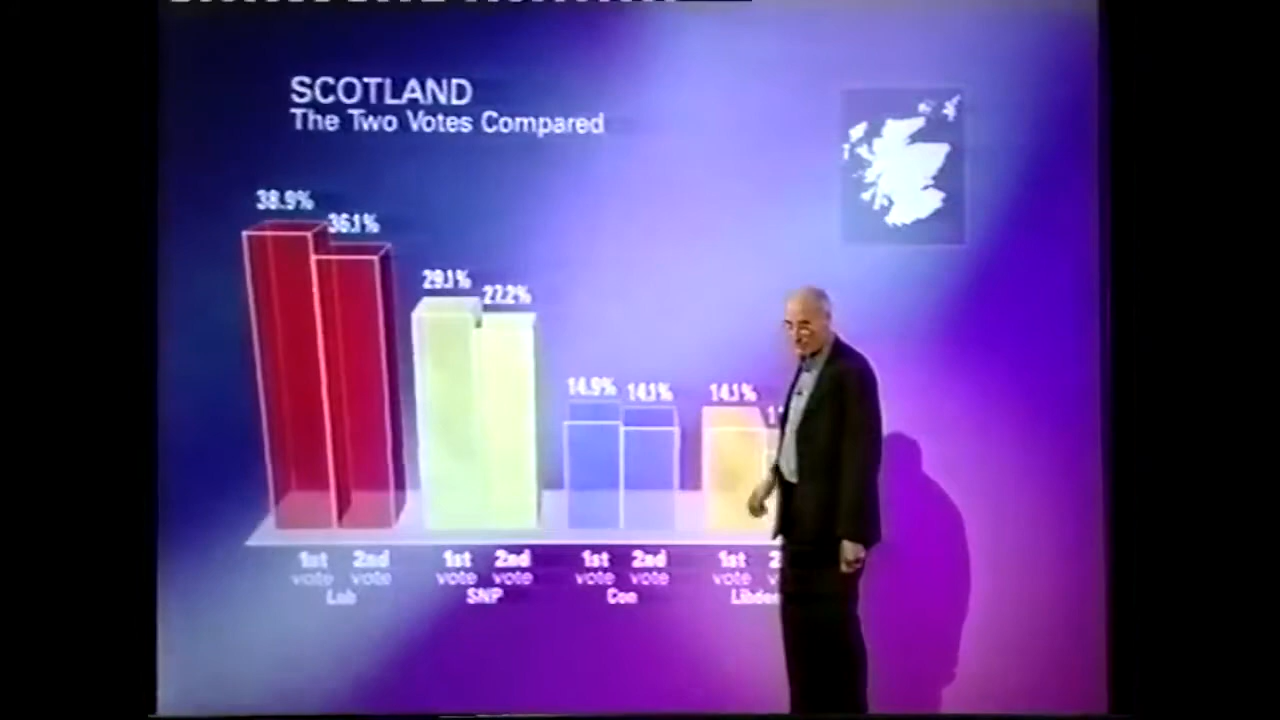 SCOTLAND
The Two Votes Compared
38.9%
36.1%
29.1%
27.2%
14.9%
14.1%
14.1%
1st 2nd 1st 2nd 1st 2nd 1st
vote vote vote vote vote vote vote
Lab SNP Con